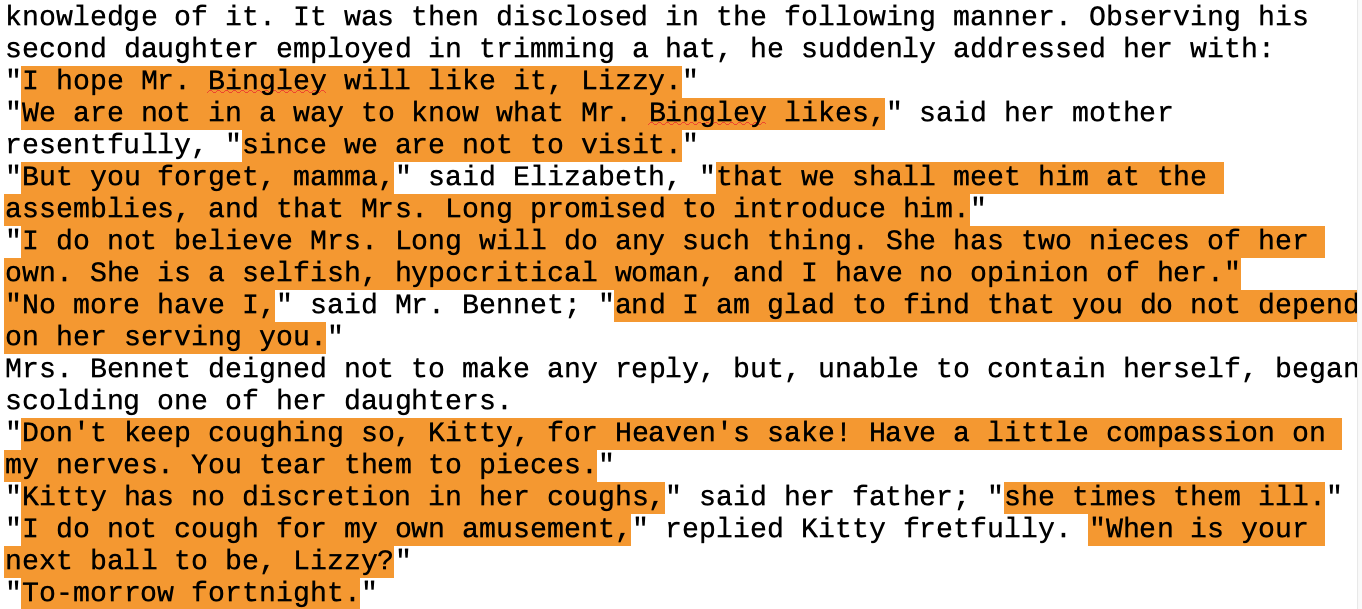 knowledge of it. It was then disclosed in the following manner. Observing his
second daughter employed in trimming a hat, he suddenly addressed her with:
"I hope Mr. Bingley will like it, Lizzy."
"We are not in a way to know what Mr. Bingley likes," said her mother
resentfully, "since we are not to visit."
"But you forget, mamma," said Elizabeth, "that we shall meet him at the
assemblies, and that Mrs. Long promised to introduce him."
"I do not believe Mrs. Long will do any such thing. She has two nieces of her
own. She is a selfish, hypocritical woman, and I have no opinion of her."
"No more have I," said Mr. Bennet; "and I am glad to find that you do not depend
on her serving you."
Mrs. Bennet deigned not to make any reply, but, unable to contain herself, began
scolding one of her daughters.
"Don't keep coughing so, Kitty, for Heaven's sake! Have a little compassion on
my nerves. You tear them to pieces."
"Kitty has no discretion in her coughs," said her father; "she times them ill."
"I do not cough for my own amusement," replied Kitty fretfully. "When is your
next ball to be, Lizzy?"
"To-morrow fortnight."